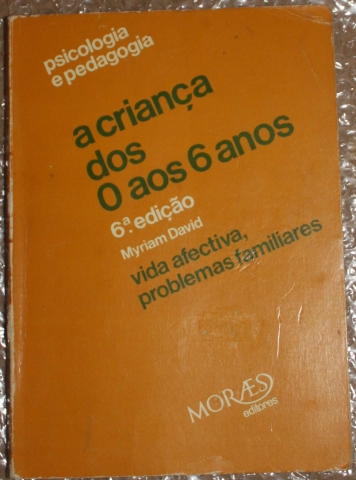 psicologia
e pedagogia
a criança
dos
0 aos 6 anos
6ª. edição
Myriam David
vida afectiva,
problemas familiares
MORÆS
editores